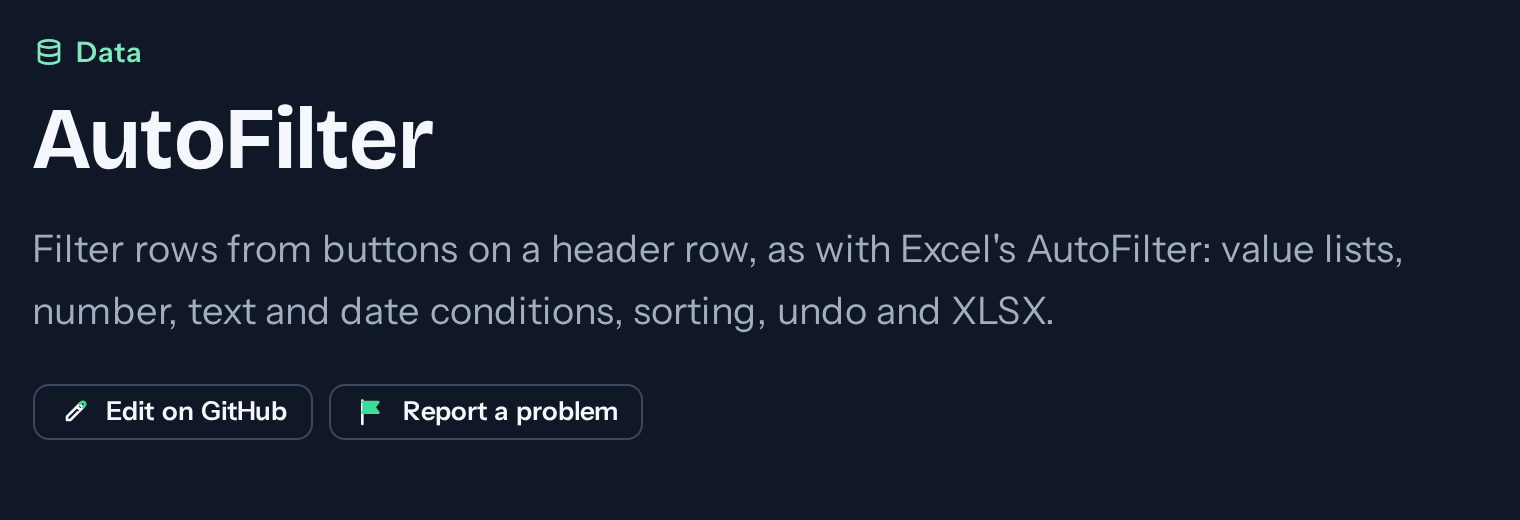 Data
AutoFilter
Filter rows from buttons on a header row, as with Excel's AutoFilter: value lists,
number, text and date conditions, sorting, undo and XLSX.
Edit on GitHub
Report a problem